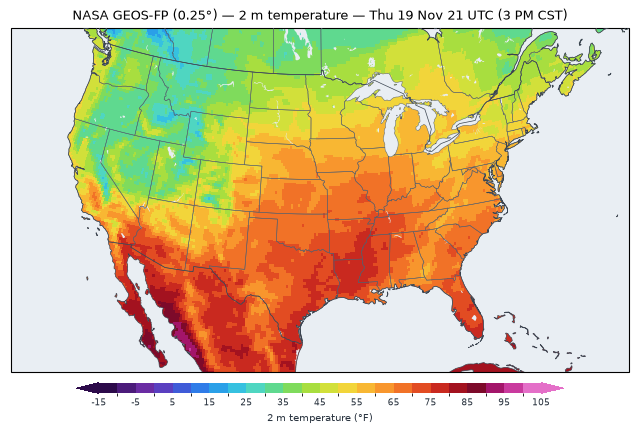 NASA GEOS-FP (0.25°) — 2 m temperature — Thu 19 Nov 21 UTC (3 PM CST)
-15 -5 5 15 25 35 45 55 65 75 85 95 105
2 m temperature (°F)